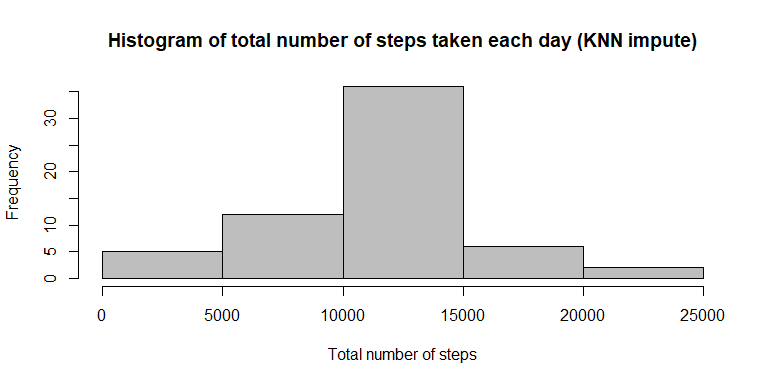 Histogram of total number of steps taken each day (KNN impute)
Frequency
30
20
10
5
0
0 5000 10000 15000 20000 25000
Total number of steps